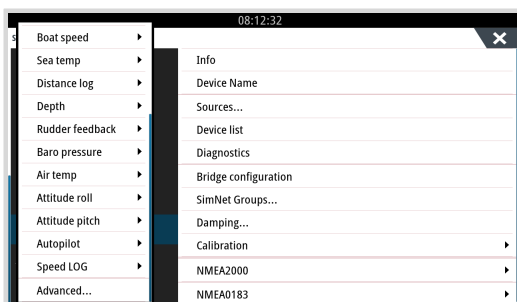 08:12:32
Boat speed
Sea temp
Distance log
Depth
Rudder feedback
Baro pressure
Air temp
Attitude roll
Attitude pitch
Autopilot
Speed LOG
Advanced...
Info
Device Name
Sources...
Device list
Diagnostics
Bridge configuration
SimNet Groups...
Damping...
Calibration
NMEA2000
NMEA0183